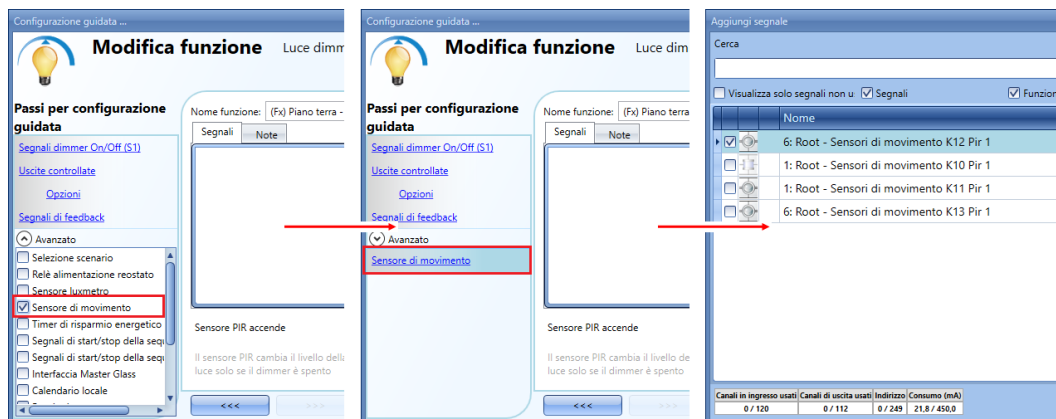 Configurazione guidata ...
Modifica funzione Luce dimm
Passi per configurazione
guidata
Segnali dimmer On/Off (S1)
Uscite controllate
Opzioni
Segnali di feedback
Avanzato
Selezione scenario
Relè alimentazione reostato
Sensore luxmetro
Sensore di movimento
Timer di risparmio energetico
Segnali di start/stop della sequ
Segnali di start/stop della sequ
Interfaccia Master Glass
Calendario locale
Nome funzione: (Fx) Piano terra -
Segnali Note
Sensore PIR accende
Il sensore PIR cambia il livello della
luce solo se il dimmer è spento
<<< >>>
Configurazione guidata ...
Modifica funzione Luce dim
Passi per configurazione
guidata
Segnali dimmer On/Off (S1)
Uscite controllate
Opzioni
Segnali di feedback
Avanzato
Sensore di movimento
Nome funzione: (Fx) Piano terra
Segnali Note
Sensore PIR accende
Il sensore PIR cambia il livello de
luce solo se il dimmer è spento
<<< >>>
Aggiungi segnale
Cerca
Visualizza solo segnali non u Segnali Funzion
Nome
6: Root - Sensori di movimento K12 Pir 1
1: Root - Sensori di movimento K10 Pir 1
1: Root - Sensori di movimento K11 Pir 1
6: Root - Sensori di movimento K13 Pir 1
Canali in ingresso usati Canali di uscita usati Indirizzo Consumo (mA)
0 / 120 0 / 112 0 / 249 21,8 / 450,0